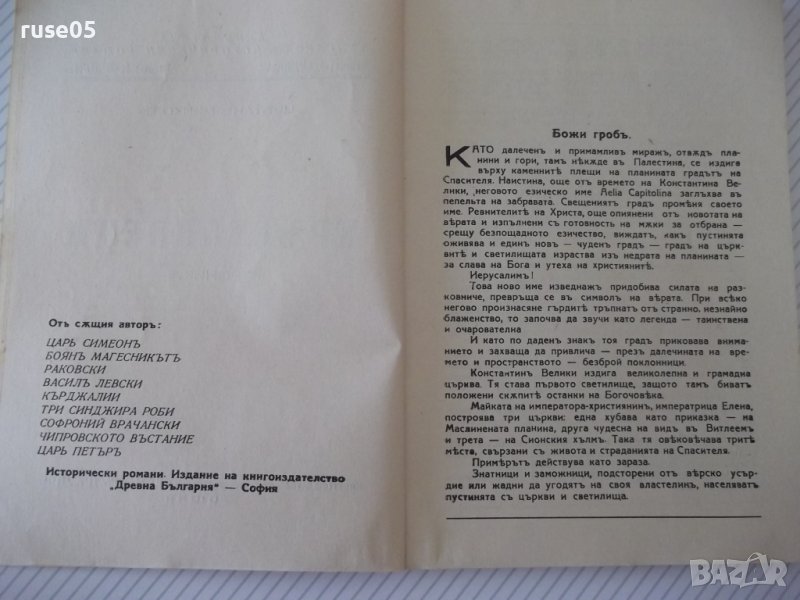 ruse05
Отъ сѫщия авторъ:
ЦАРЬ СИМЕОНЪ
БОЯНЪ МАГЕСНИКЪТЪ
РАКОВСКИ
ВАСИЛЪ ЛЕВСКИ
КЪРДЖАЛИИ
ТРИ СИНДЖИРА РОБИ
СОФРОНИЙ ВРАЧАНСКИ
ЧИПРОВСКОТО ВЪСТАНИЕ
ЦАРЬ ПЕТЪРЪ
Исторически романи. Издание на книгоиздателство
„Древна България“ — София
Божи гробъ.
КАТО далеченъ и примамливъ миражъ, отвждъ пла-
нини и гори, тамъ нѣкжде въ Палестина, се издига
върху каменнитѣ плещи на планината градътъ на
Спасителя. Наистина, още отъ времето на Константина Ве-
лики, неговото езическо име Aelia Capitolina заглъхва въ
пепельта на забравата. Свещениятъ градъ промѣня своето
име. Ревнителитѣ на Христа, още опиянени отъ новотата на
вѣрата и изпълнени съ готовность на мжки за отбрана —
срещу безпощадното езичество, виждатъ, какъ пустинята
оживява и единъ новъ — чуденъ градъ — градъ на църк-
витѣ и светилищата израства изъ недрата на планината —
за слава на Бога и утеха на християнитѣ.
Иерусалимъ!
Това ново име изведнажъ придобива силата на раз-
ковниче, превръща се въ символъ на вѣрата. При всѣко
негово произнасяне гърдитѣ тръпнатъ отъ странно, незнайно
блаженство, то започва да звучи като легенда — таинствена
и очарователна
И като по даденъ знакъ тоя градъ приковава внима-
нието и захваща да привлича — презъ далечината на вре-
мето и пространството — безброй поклонници.
Константинъ Велики издига великолепна и грамадна
църква. Тя става първото светилище, защото тамъ биватъ
положени скжпитѣ останки на Богочовѣка.
Майката на императора-християнинъ, императрица Елена,
построява три църкви: една хубава като приказка — на
Маслинената планина, друга чудесна на видъ въ Витлеемъ
и трета — на Сионския хълмъ. Така тя овѣковѣчава тритѣ
мѣста, свързани съ живота и страданията на Спасителя.
Примѣрътъ действува като зараза.
Знатници и заможници, подсторени отъ вѣрско усър-
дие или жадни да угодятъ на своя властелинъ, населяватъ
пустинята съ църкви и светилища.
BAZAR